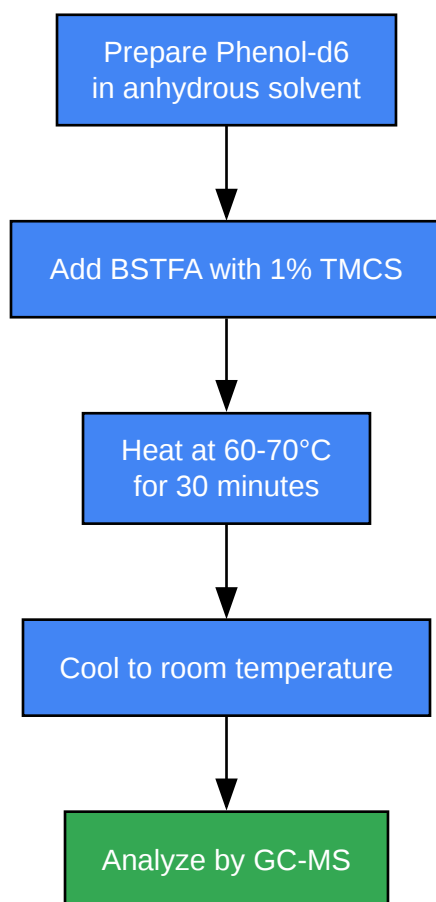 Prepare Phenol-d6
in anhydrous solvent
Add BSTFA with 1% TMCS
Heat at 60-70°C
for 30 minutes
Cool to room temperature
Analyze by GC-MS